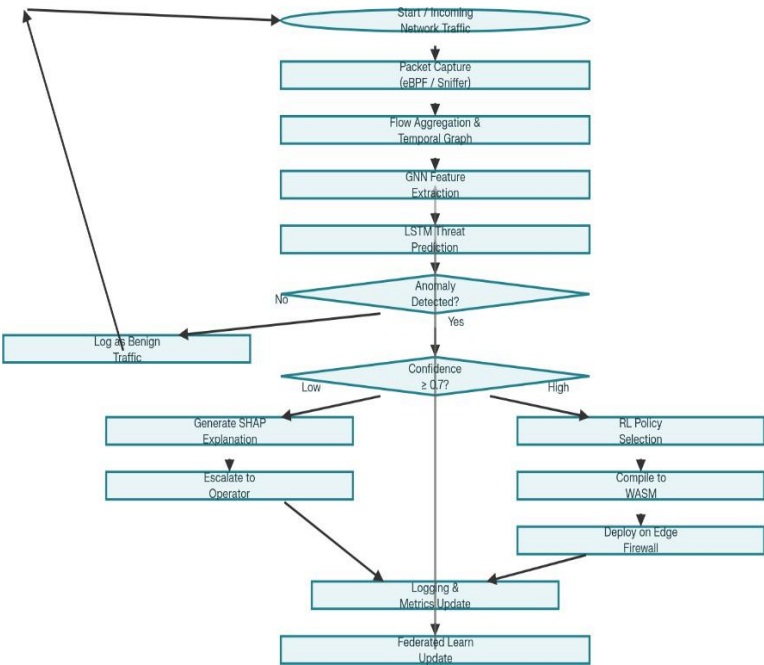 Start / Incoming
Network Traffic
Packet Capture
(eBPF / Sniffer)
Flow Aggregation &
Temporal Graph
GNN Feature
Extraction
LSTM Threat
Prediction
Anomaly
Detected?
No
Yes
Log as Benign
Traffic
Confidence
≥ 0.7?
Low
High
Generate SHAP
Explanation
RL Policy
Selection
Escalate to
Operator
Compile to
WASM
Deploy on Edge
Firewall
Logging &
Metrics Update
Federated Learn
Update